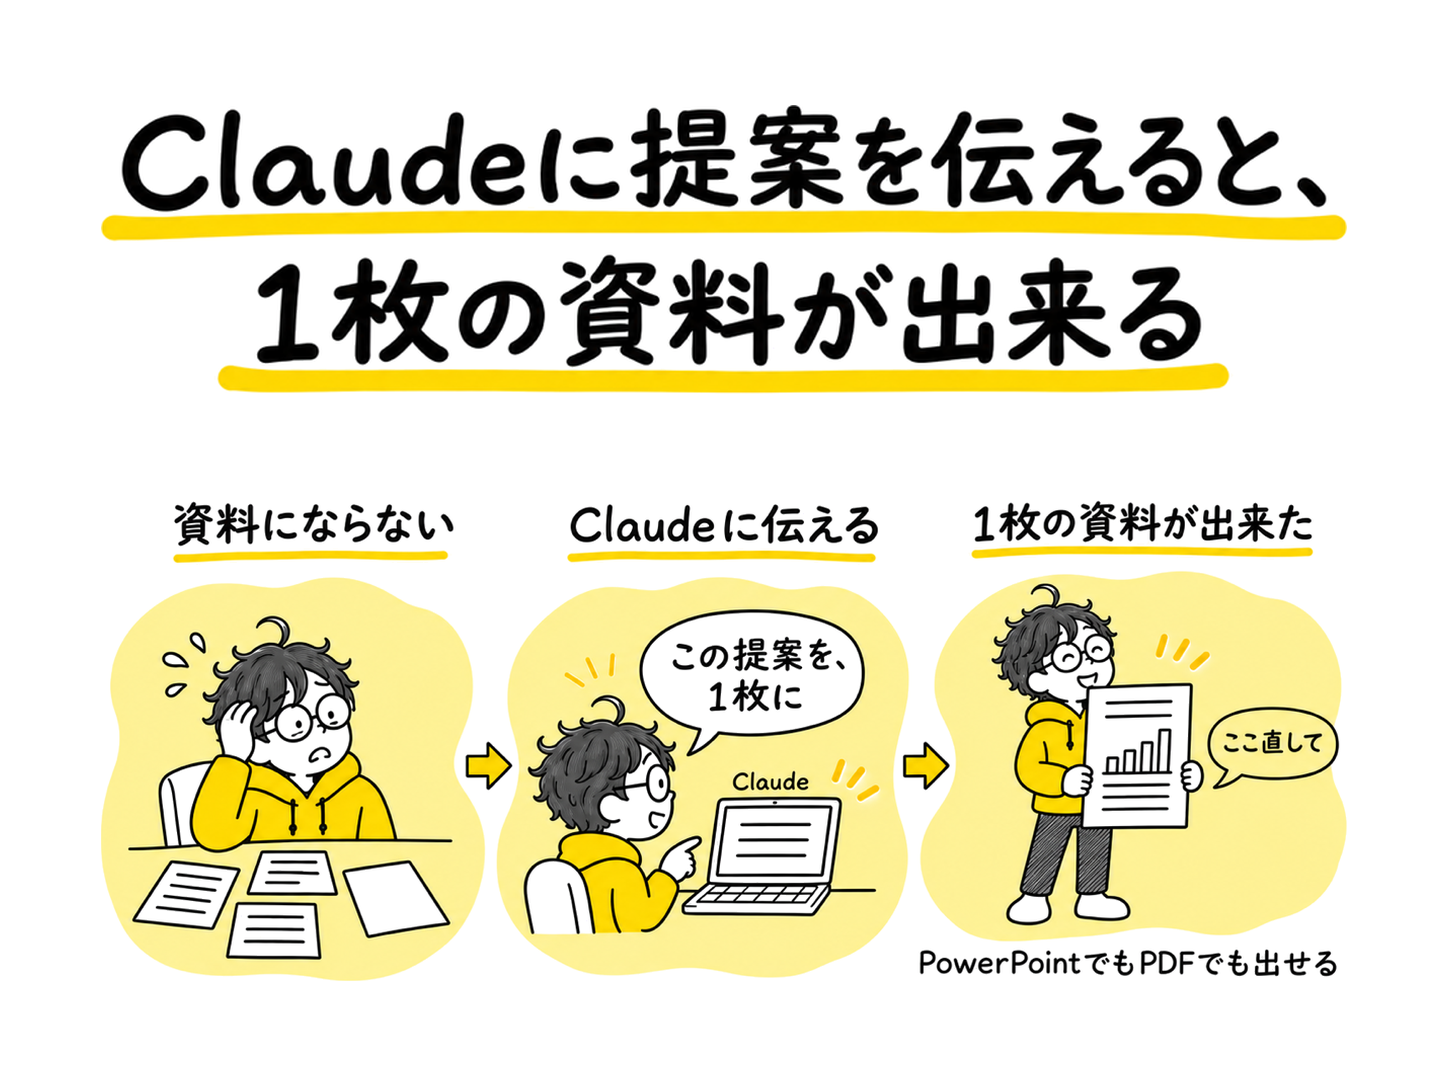 Claudeに提案を伝えると、
1枚の資料が出来る
資料にならない
Claudeに伝える
この提案を、
1枚に
Claude
1枚の資料が出来た
ここ直して
PowerPointでもPDFでも出せる